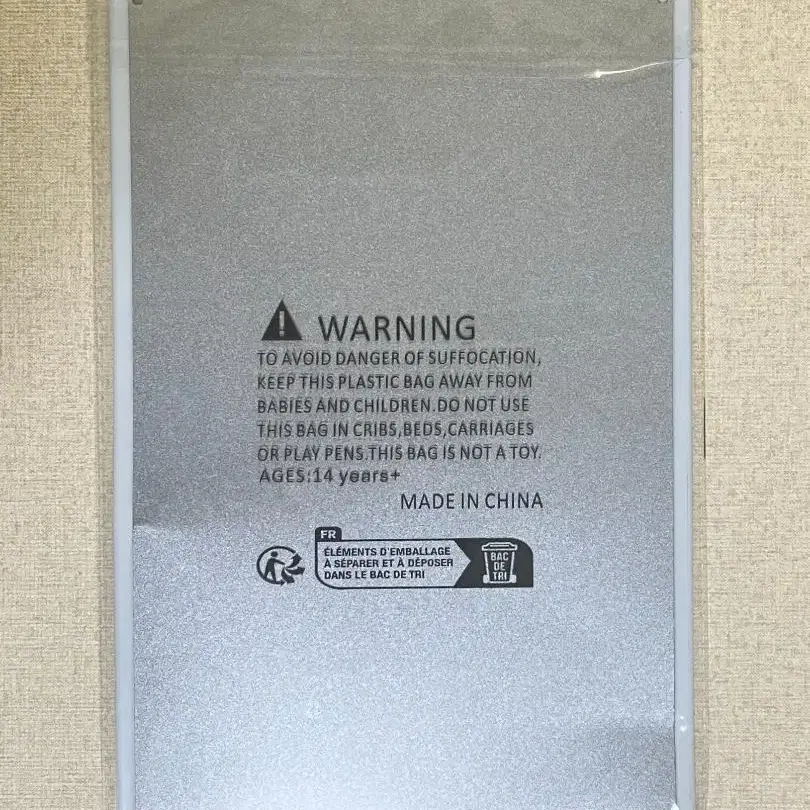 WARNING
TO AVOID DANGER OF SUFFOCATION,
KEEP THIS PLASTIC BAG AWAY FROM
BABIES AND CHILDREN.DO NOT USE
THIS BAG IN CRIBS,BEDS,CARRIAGES
OR PLAY PENS.THIS BAG IS NOT A TOY.
AGES:14 years+
MADE IN CHINA
FR
ÉLÉMENTS D'EMBALLAGE
À SÉPARER ET À DÉPOSER
DANS LE BAC DE TRI
BAC
DE
TRI